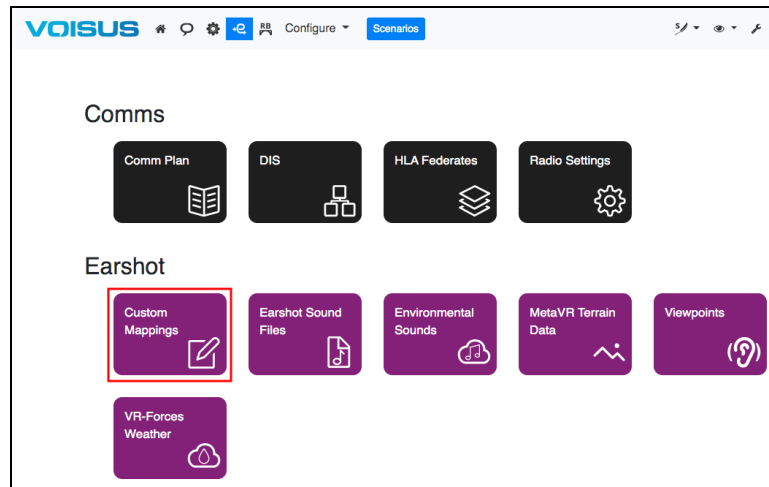 VOISUS RB Configure Scenarios
Comms
Comm Plan DIS HLA Federates Radio Settings
Earshot
Custom Earshot Sound Environmental MetaVR Terrain Viewpoints
Mappings Files Sounds Data
VR-Forces
Weather